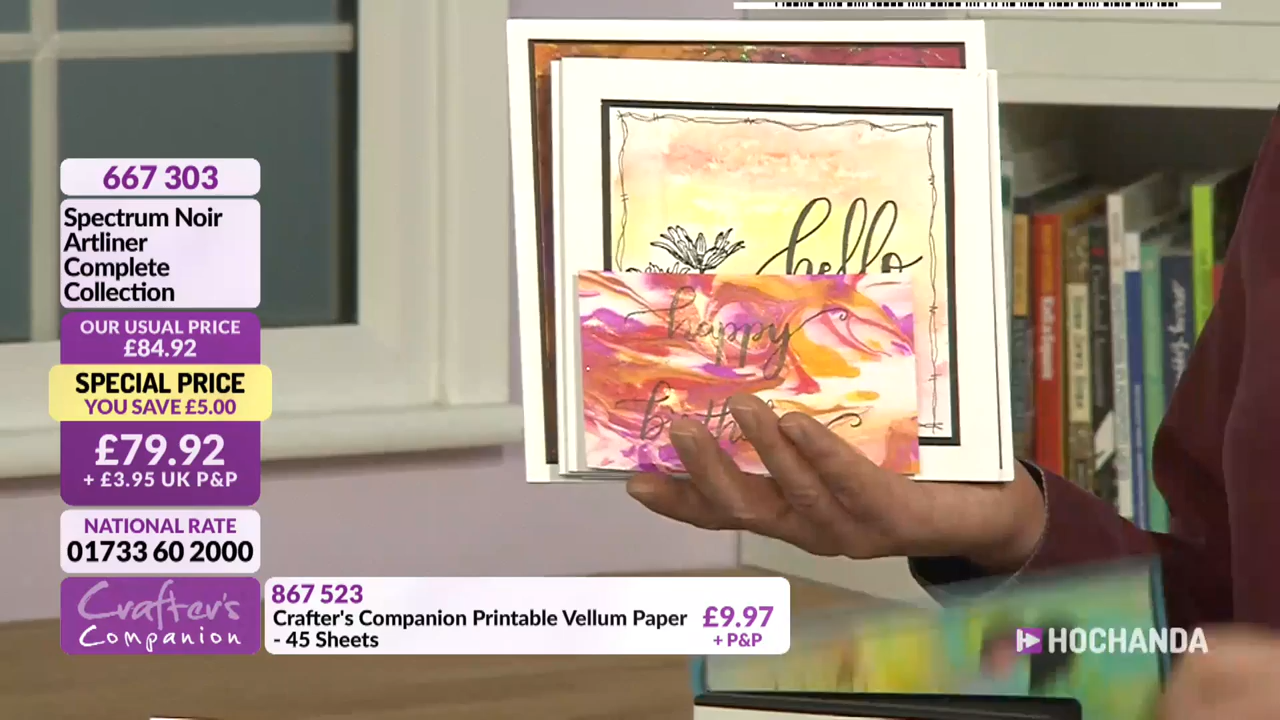 667 303
Spectrum Noir
Artliner
Complete
Collection
OUR USUAL PRICE
£84.92
SPECIAL PRICE
YOU SAVE £5.00
£79.92
+ £3.95 UK P&P
NATIONAL RATE
01733 60 2000
Crafter's
Companion
867 523
Crafter's Companion Printable Vellum Paper
- 45 Sheets
£9.97
+ P&P
HOCHANDA
hello
happy